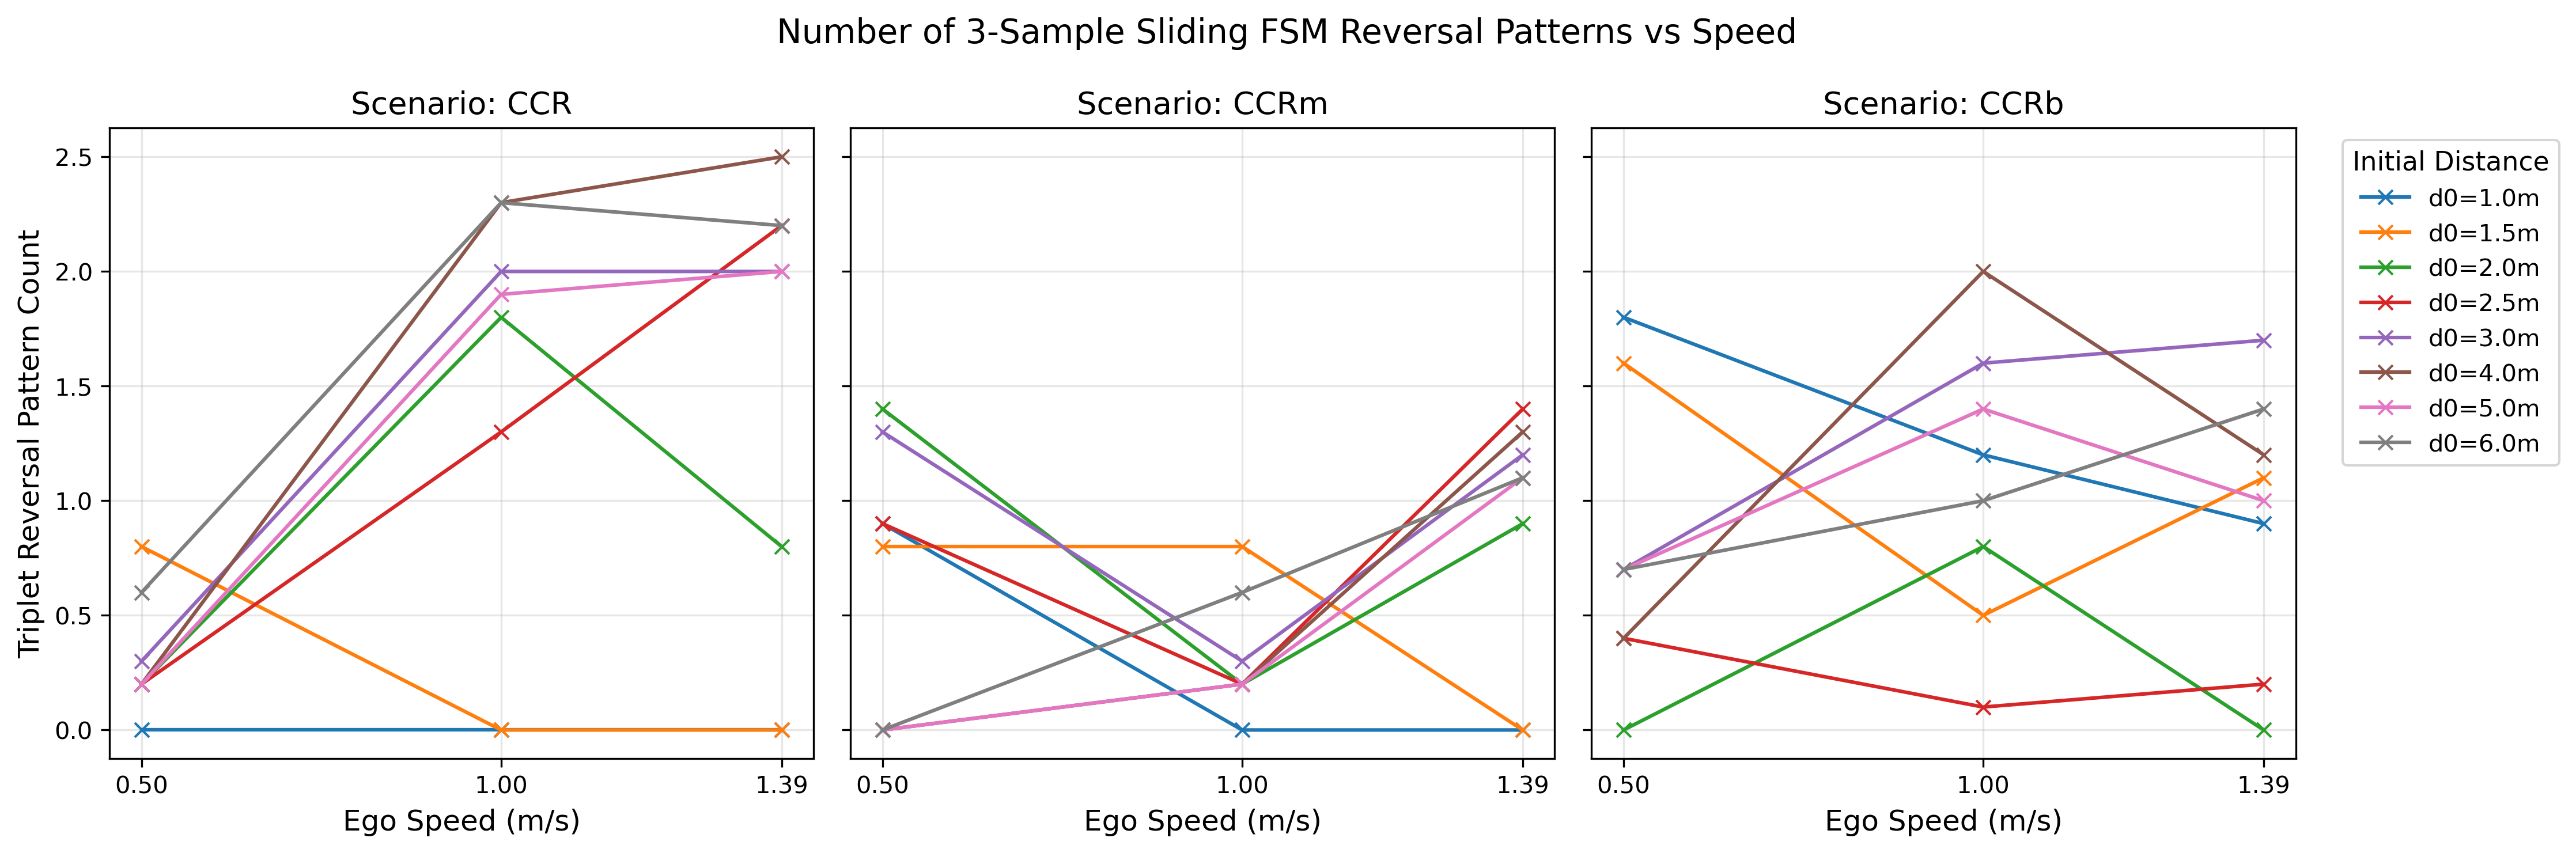 Number of 3-Sample Sliding FSM Reversal Patterns vs Speed
Scenario: CCR
Scenario: CCRm
Scenario: CCRb
Triplet Reversal Pattern Count
2.5
2.0
1.5
1.0
0.5
0.0
0.50
1.00
1.39
Ego Speed (m/s)
0.50
1.00
1.39
Ego Speed (m/s)
0.50
1.00
1.39
Ego Speed (m/s)
Initial Distance
d0=1.0m
d0=1.5m
d0=2.0m
d0=2.5m
d0=3.0m
d0=4.0m
d0=5.0m
d0=6.0m